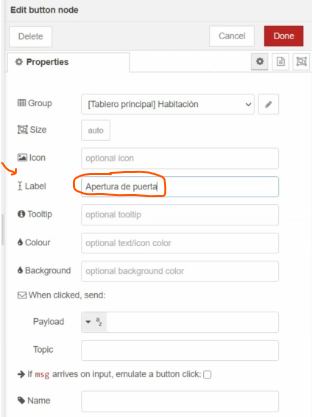 Edit button node
Delete Cancel Done
Properties
Group [Tablero principal] Habitación
Size auto
Icon optional icon
Label Apertura de puerta
Tooltip optional tooltip
Colour optional text/icon color
Background optional background color
When clicked, send:
Payload a z
Topic
If msg arrives on input, emulate a button click:
Name